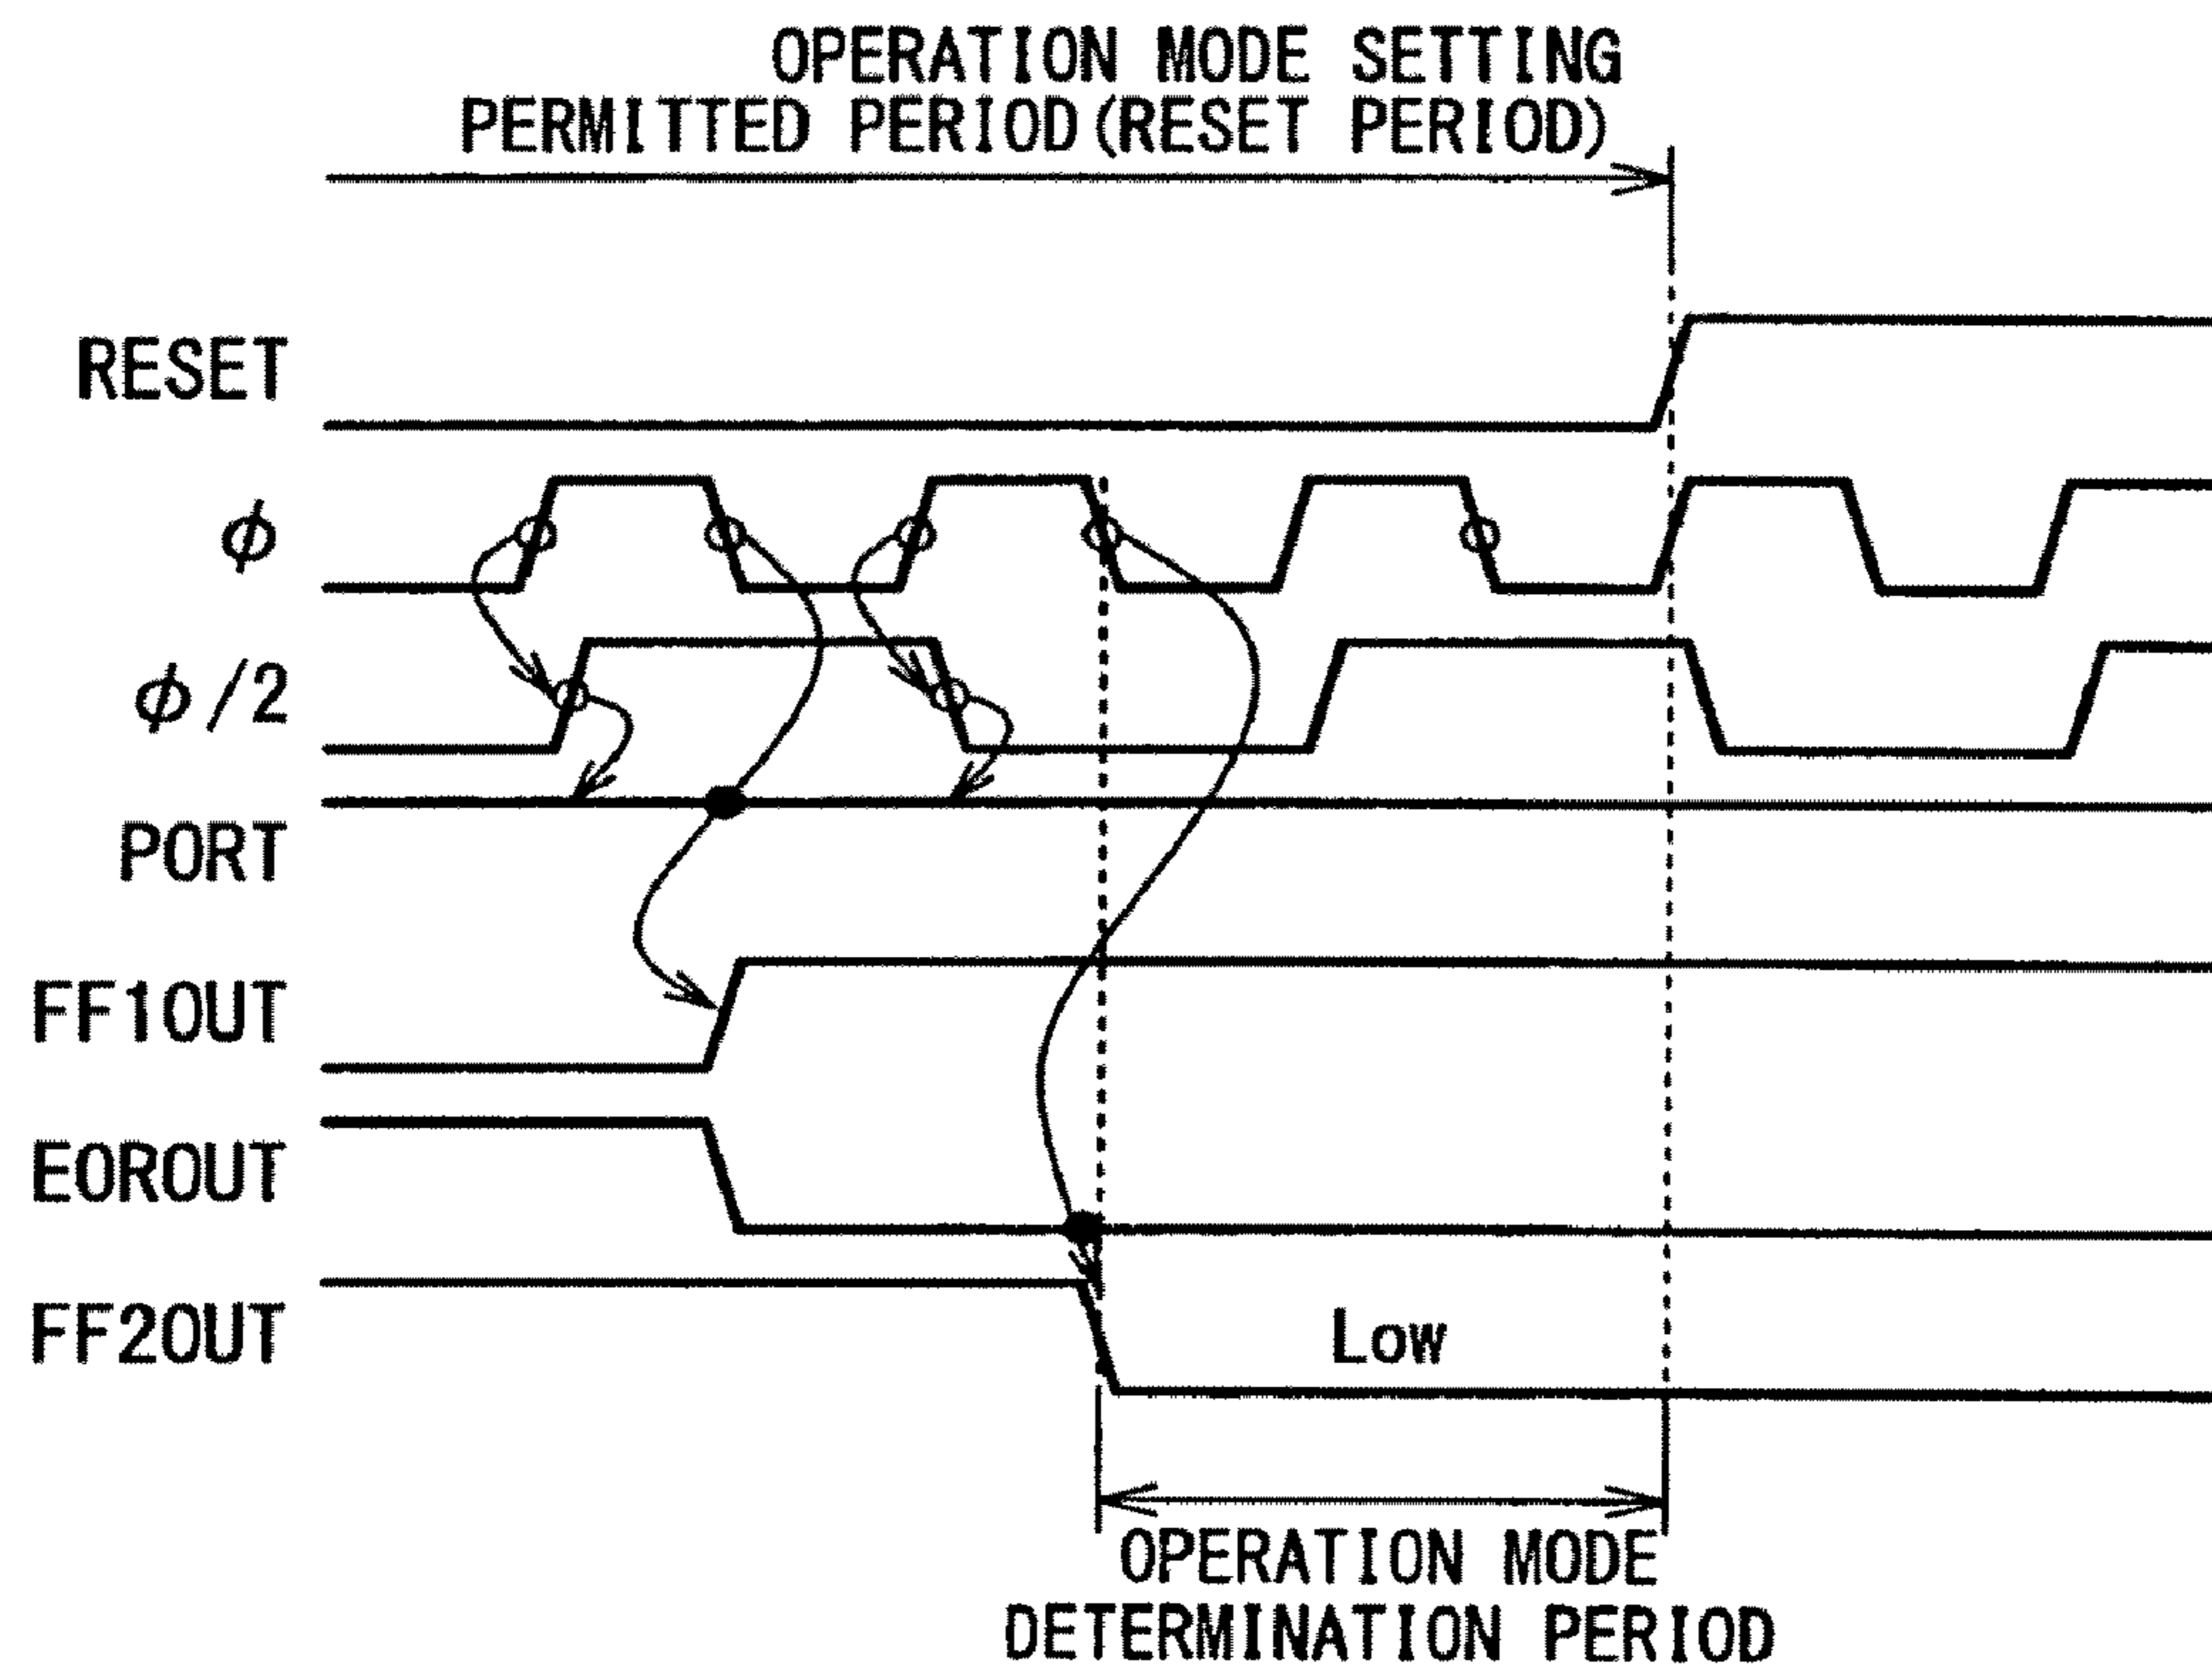 OPERATION MODE SETTING
PERMITTED PERIOD(RESET PERIOD)
RESET
φ
φ/2
PORT
FF1OUT
EOROUT
FF2OUT
Low
OPERATION MODE
DETERMINATION PERIOD